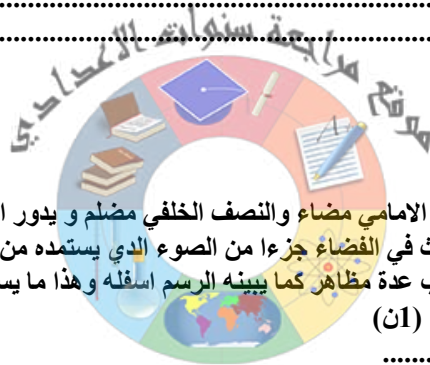 ................................................................
................................................................
موقع مراجعة سنوات الاعدادي
الامامي مضاء والنصف الخلفي مضلم و يدور ا
ك في الفضاء جزءا من الصوء الدي يستمده من
ب عدة مظاهر كما يبينه الرسم اسفله وهذا ما يس
(1ن)
..........